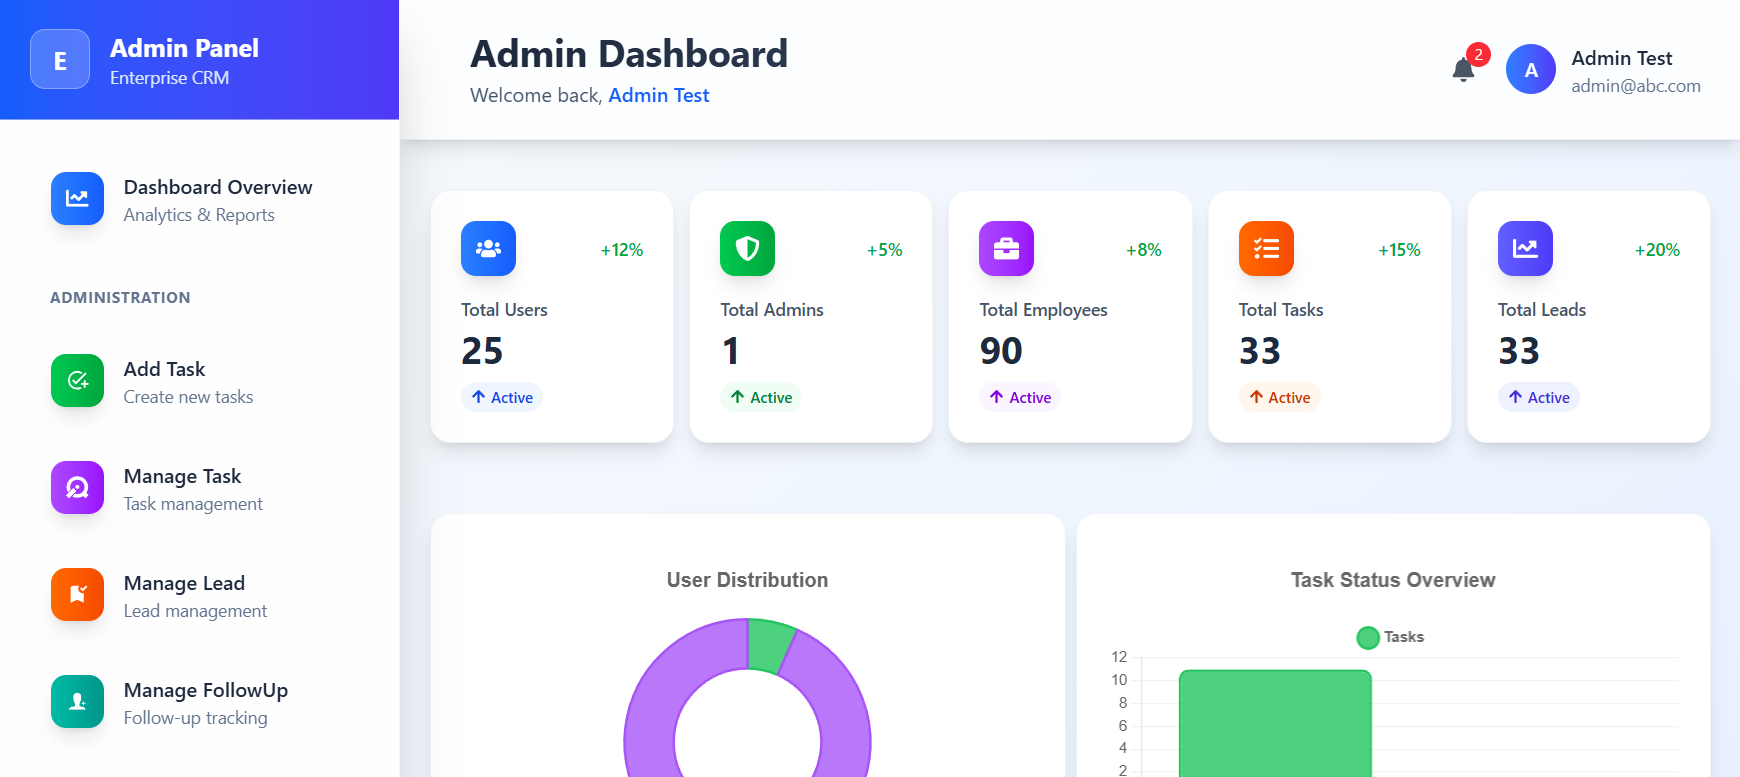 E
Admin Panel
Enterprise CRM
Dashboard Overview
Analytics & Reports
ADMINISTRATION
Add Task
Create new tasks
Manage Task
Task management
Manage Lead
Lead management
Manage FollowUp
Follow-up tracking
Admin Dashboard
Welcome back, Admin Test
2
A
Admin Test
admin@abc.com
+12%
Total Users
25
Active
+5%
Total Admins
1
Active
+8%
Total Employees
90
Active
+15%
Total Tasks
33
Active
+20%
Total Leads
33
Active
User Distribution
Task Status Overview
Tasks
12
10
8
6
4
2